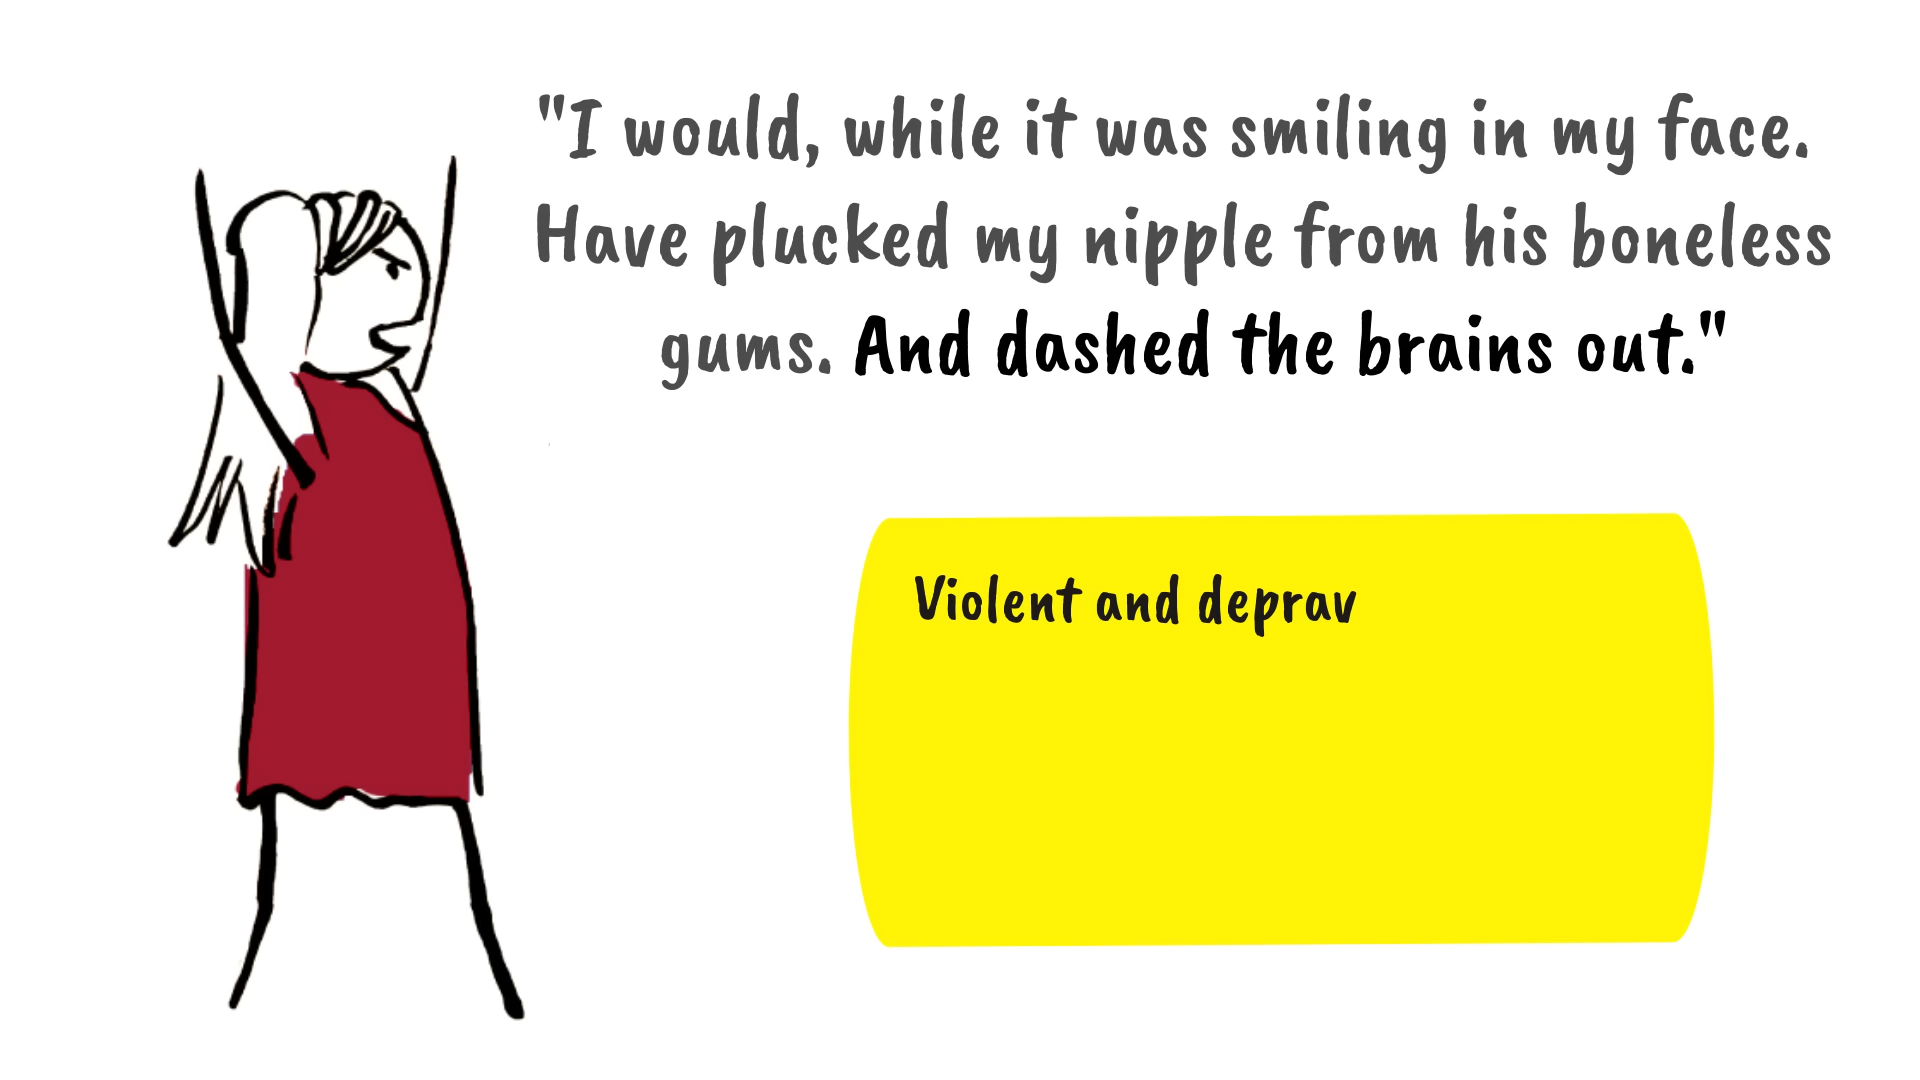 "I would, while it was smiling in my face.
Have plucked my nipple from his boneless
gums. And dashed the brains out."
Violent and deprav